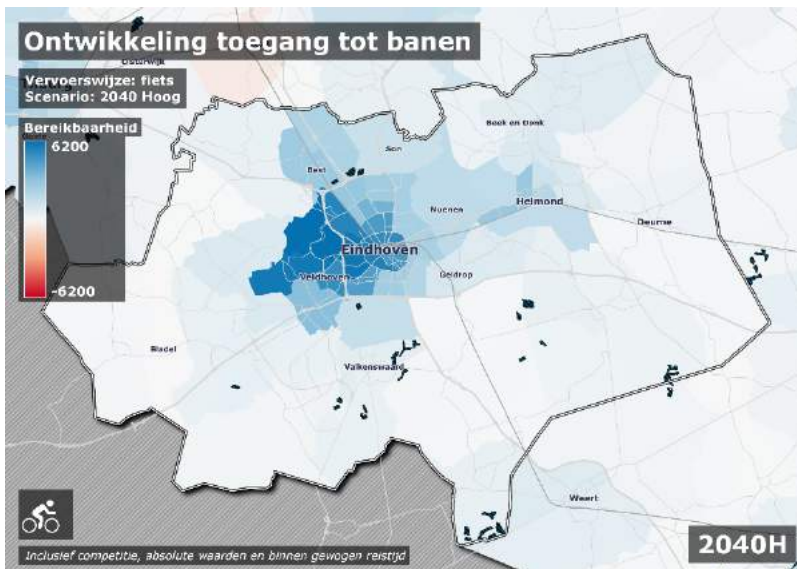 Ontwikkeling toegang tot banen
Oisterwijk
Vervoerswijze: fiets
Scenario: 2040 Hoog
Bereikbaarheid
6200
-6200
Beek en Donk
Son
Best
Nuenen
Helmond
Deurne
Eindhoven
Veldhoven
Geldrop
Bladel
Valkenswaard
Weert
2040H
Inclusief competitie, absolute waarden en binnen gewogen reistijd